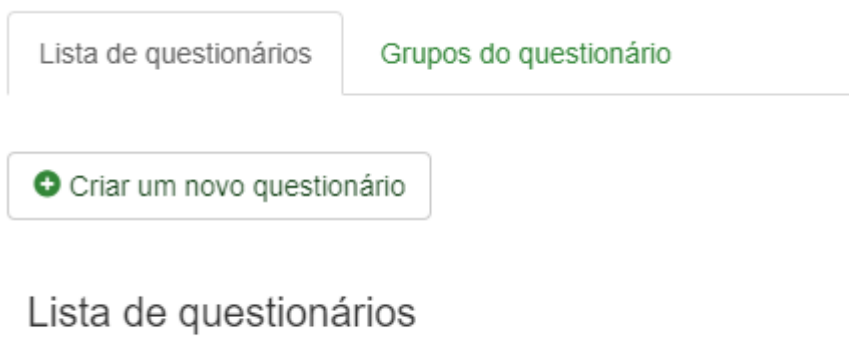 Lista de questionários Grupos do questionário
Criar um novo questionário
Lista de questionários